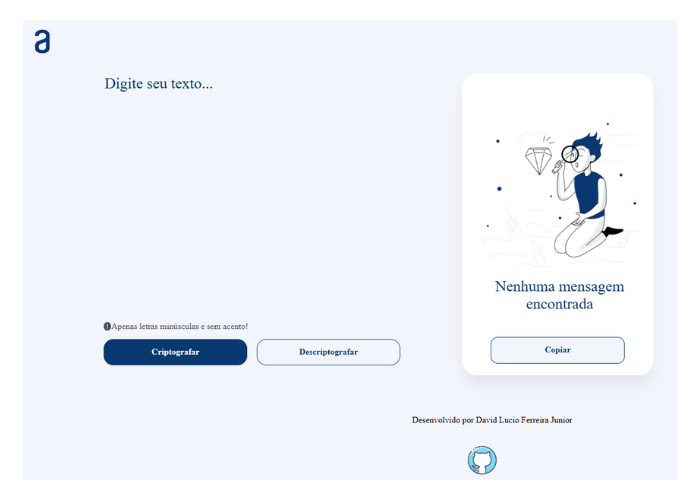 a
Digite seu texto...
Nenhuma mensagem
encontrada
Apenas letras minúsculas e sem acento!
Criptografar
Descriptografar
Copiar
Desenvolvido por David Lucio Ferreira Junior